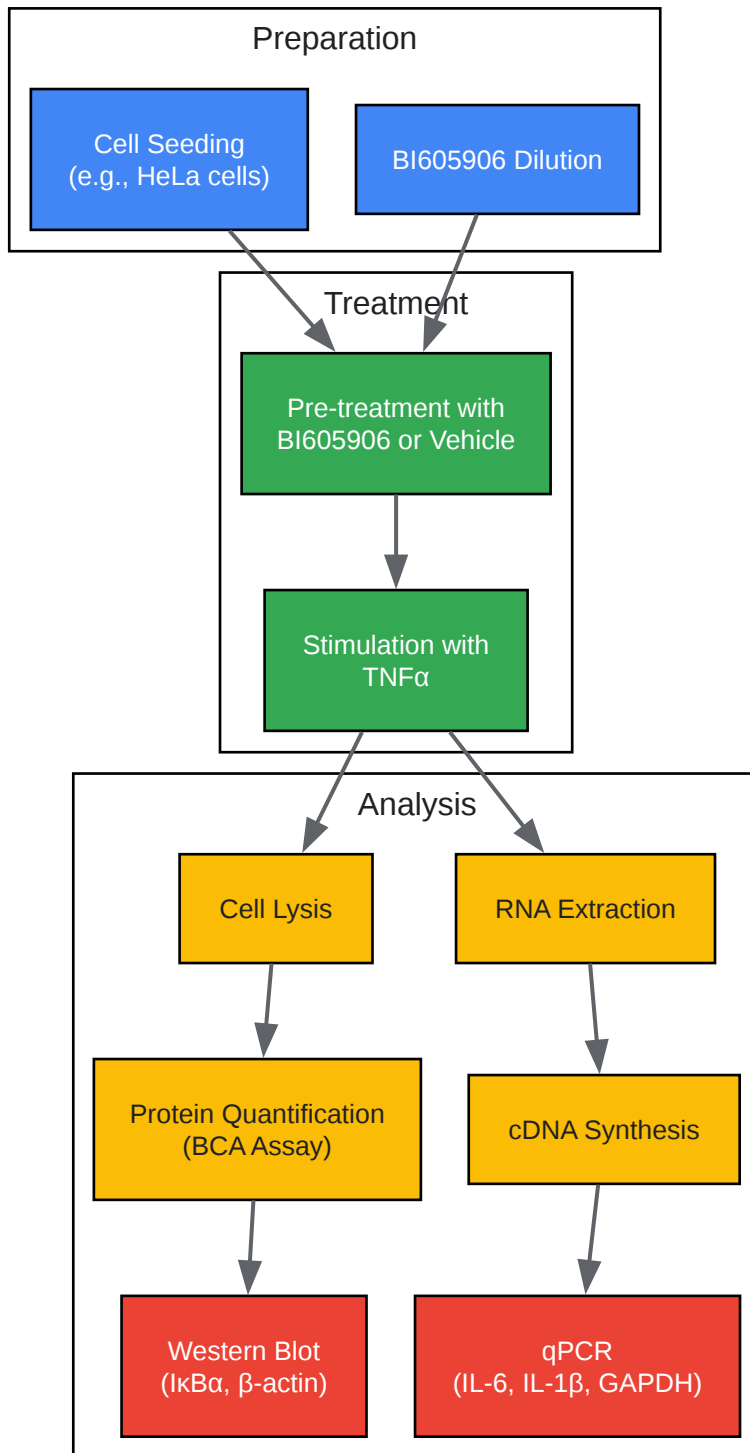 Preparation
Cell Seeding
(e.g., HeLa cells)
BI605906 Dilution
Treatment
Pre-treatment with
BI605906 or Vehicle
Stimulation with
TNFα
Analysis
Cell Lysis
RNA Extraction
Protein Quantification
(BCA Assay)
cDNA Synthesis
Western Blot
(IκBα, β-actin)
qPCR
(IL-6, IL-1β, GAPDH)